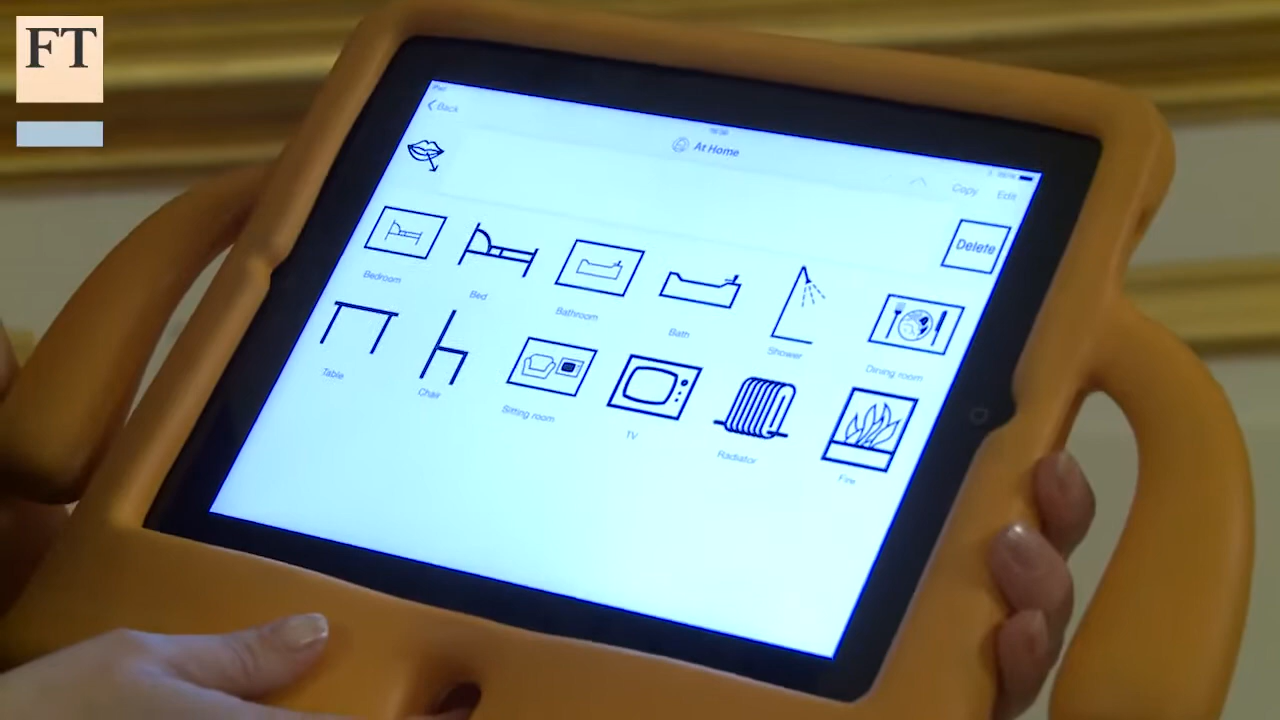 FT
iPad
Back
At Home
Copy
Edit
Delete
Bedroom
Bed
Bathroom
Bath
Shower
Dining room
Table
Chair
Sitting room
TV
Radiator
Fire